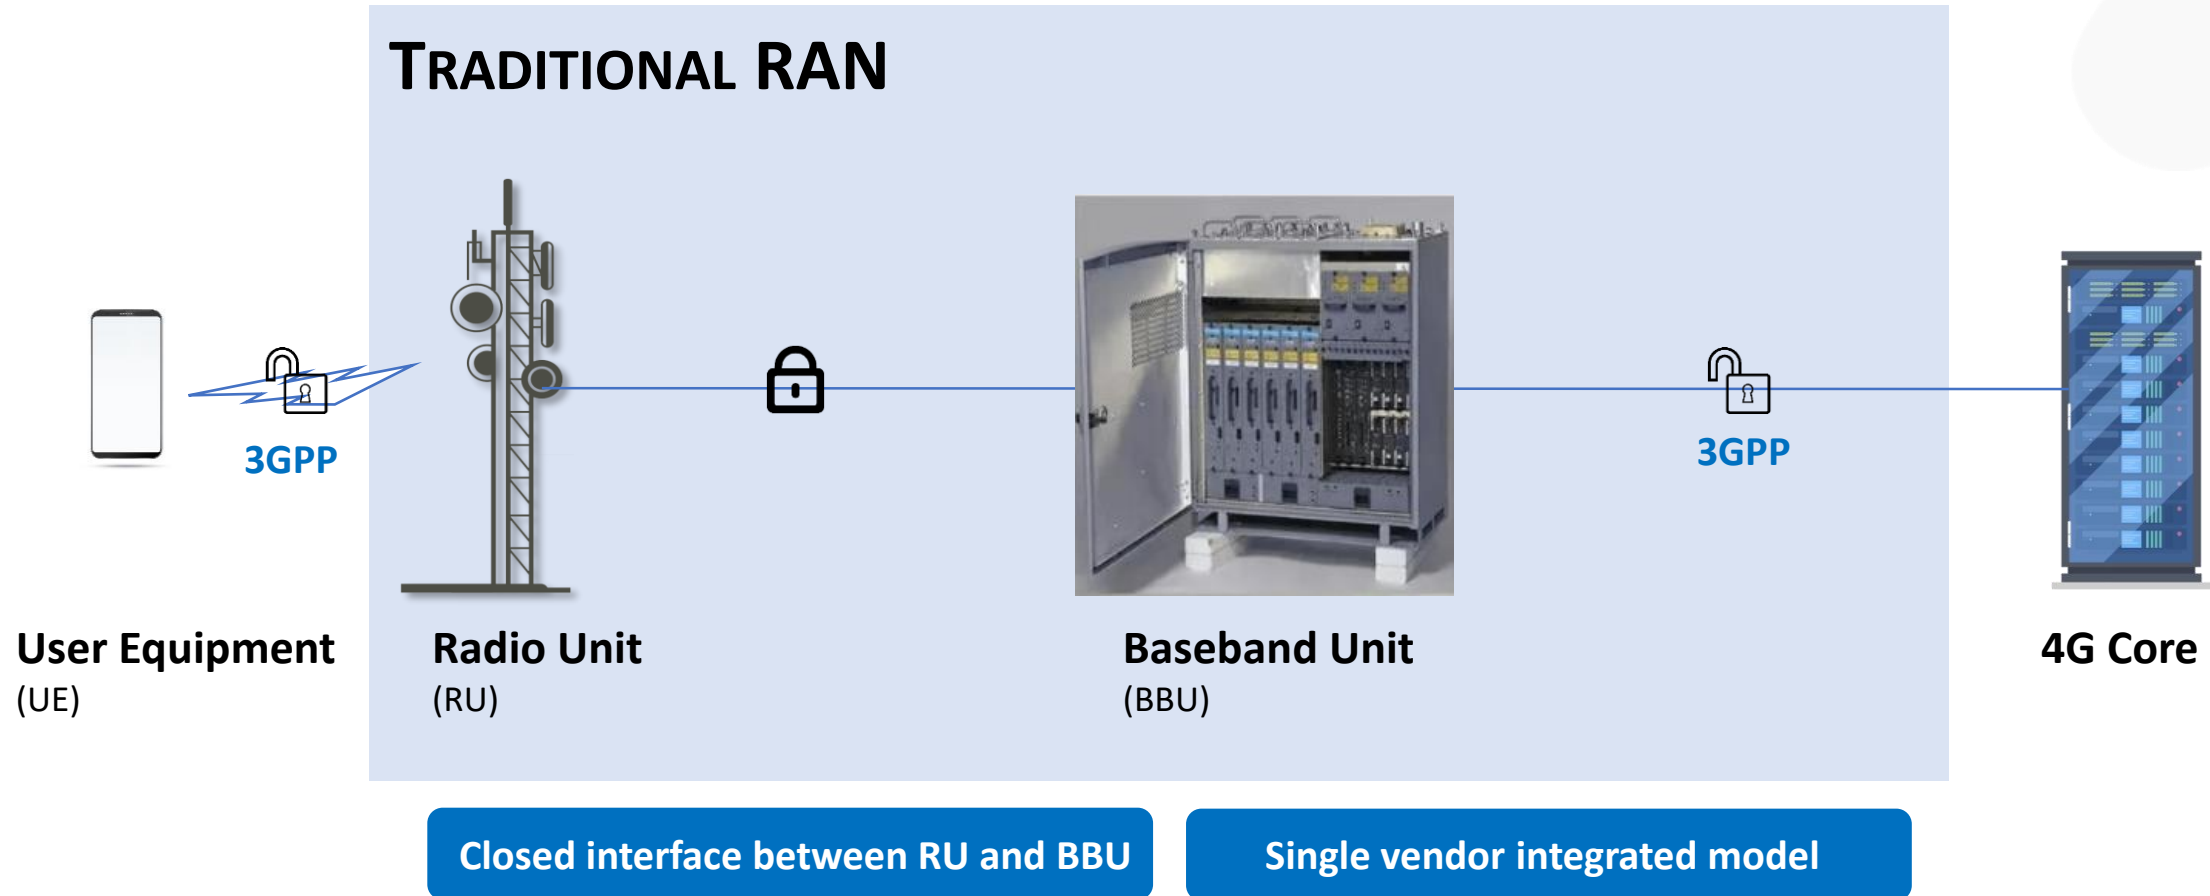 TRADITIONAL RAN
3GPP
3GPP
User Equipment
(UE)
Radio Unit
(RU)
Baseband Unit
(BBU)
4G Core
Closed interface between RU and BBU
Single vendor integrated model